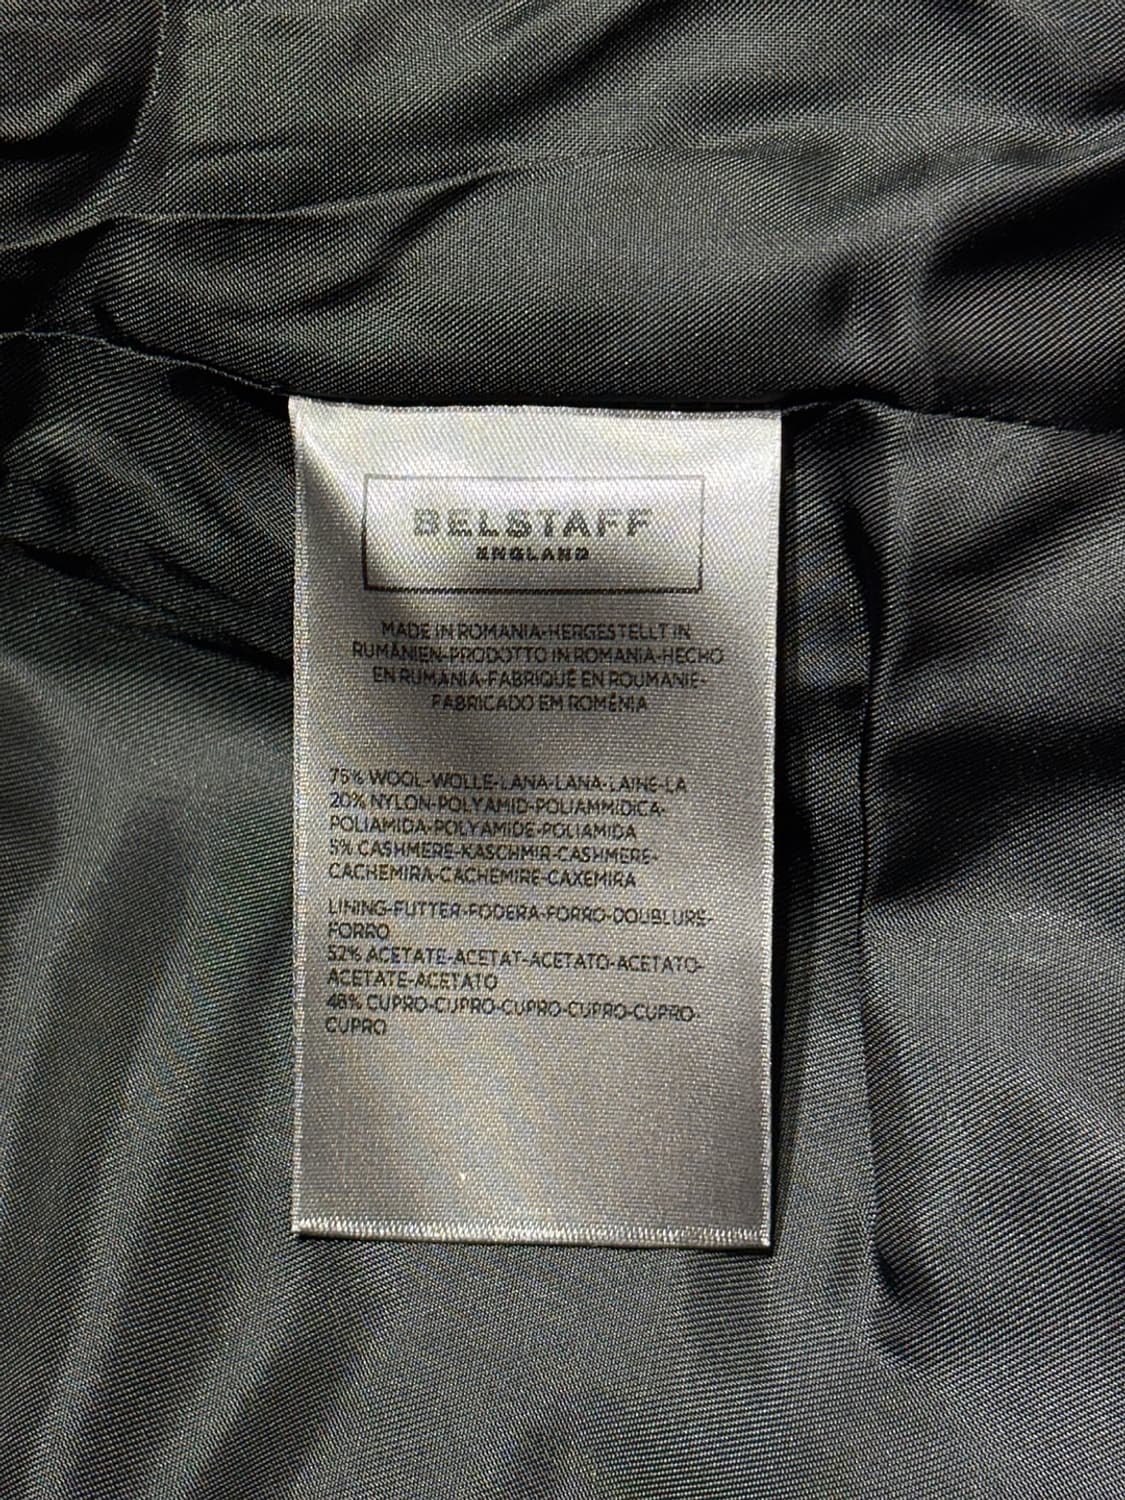 BELSTAFF
ENGLAND
MADE IN ROMANIA-HERGESTELLT IN
RUMÄNIEN-PRODOTTO IN ROMANIA-HECHO
EN RUMANÍA-FABRIQUÉ EN ROUMANIE-
FABRICADO EM ROMÉNIA
75% WOOL-WOLLE-LANA-LANA-LAINE-LA
20% NYLON-POLYAMID-POLIAMMIDICA-
POLIAMIDA-POLYAMIDE-POLIAMIDA
5% CASHMERE-KASCHMIR-CASHMERE-
CACHEMIRA-CACHEMIRE-CAXEMIRA
LINING-FUTTER-FODERA-FORRO-DOUBLURE-
FORRO
52% ACETATE-ACETAT-ACETATO-ACETATO-
ACETATE-ACETATO
48% CUPRO-CUPRO-CUPRO-CUPRO-CUPRO-
CUPRO